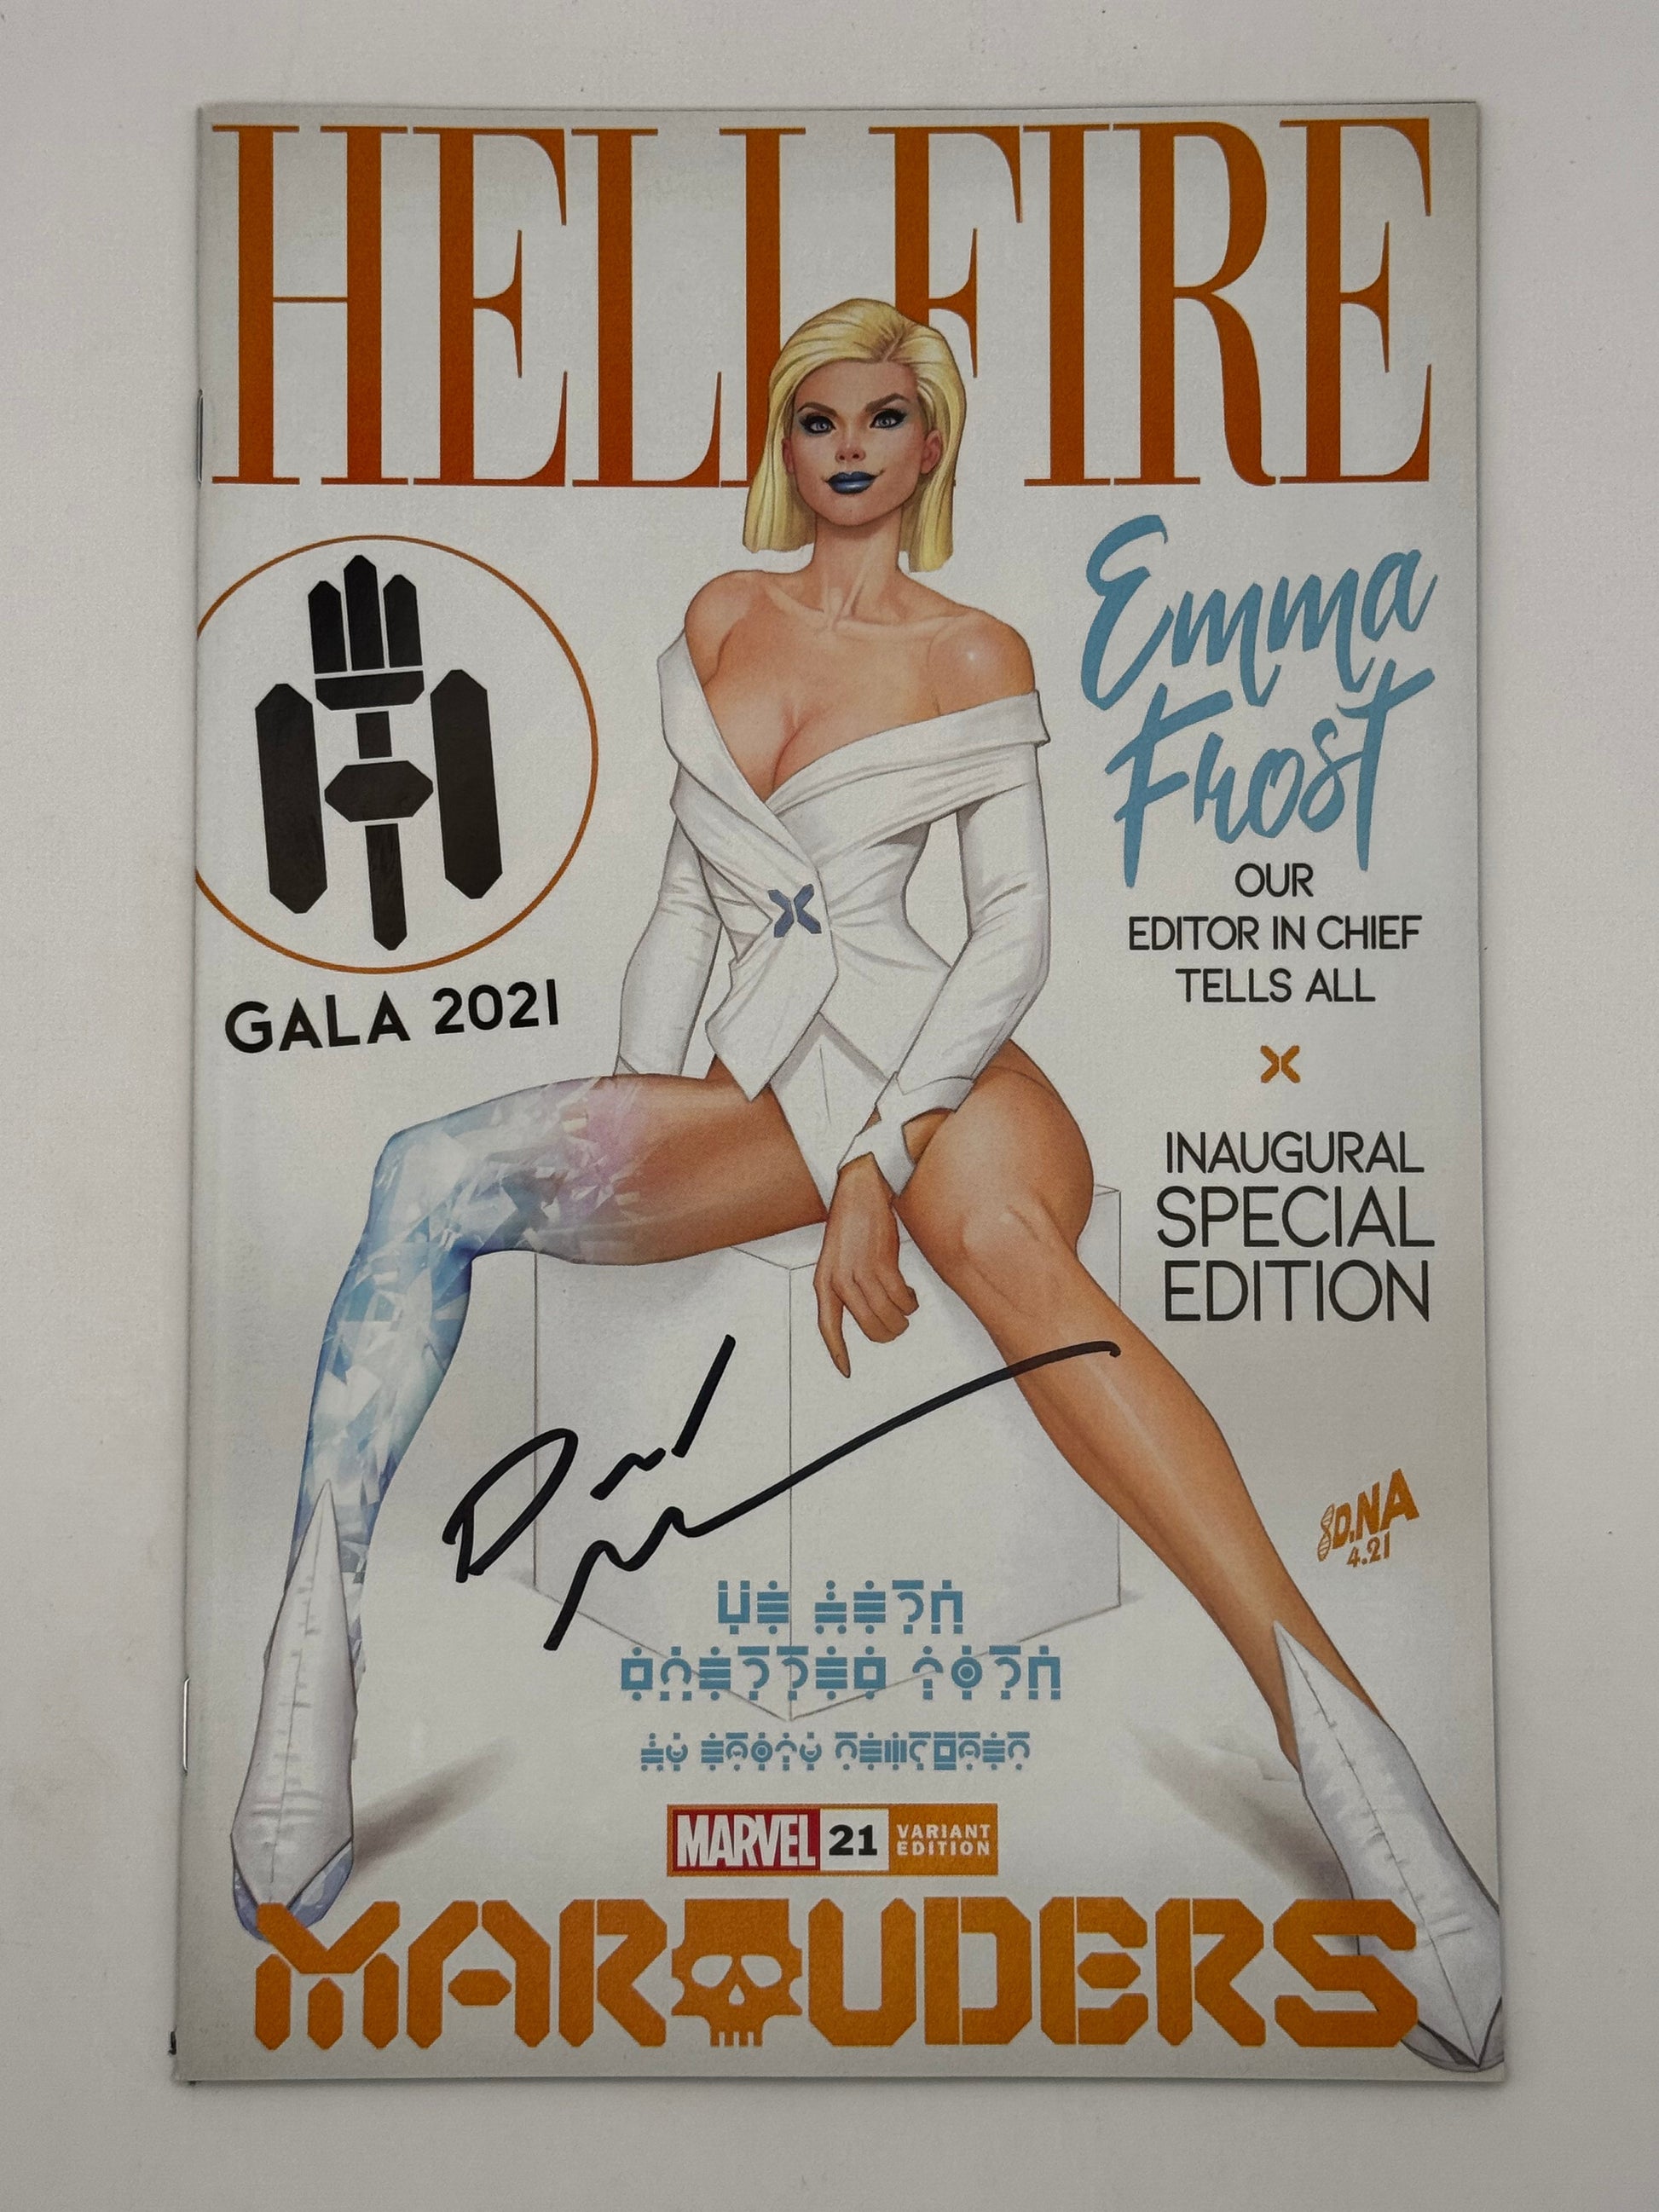 HELLFIRE
GALA 2021
Emma
Frost
OUR
EDITOR IN CHIEF
TELLS ALL
INAUGURAL
SPECIAL
EDITION
D.NA
4.21
MARVEL 21 VARIANT
EDITION
MARAUDERS